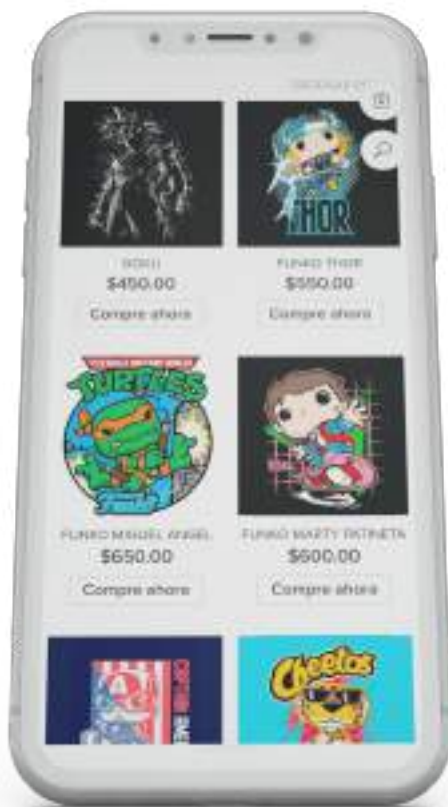 THOR
GOKU
FUNKO THOR
$450.00
$550.00
Compre ahora
Compre ahora
TURTLES
FUNKO MIGUEL ANGEL
FUNKO MARTY PATINETA
$650.00
$600.00
Compre ahora
Compre ahora
Cheetos